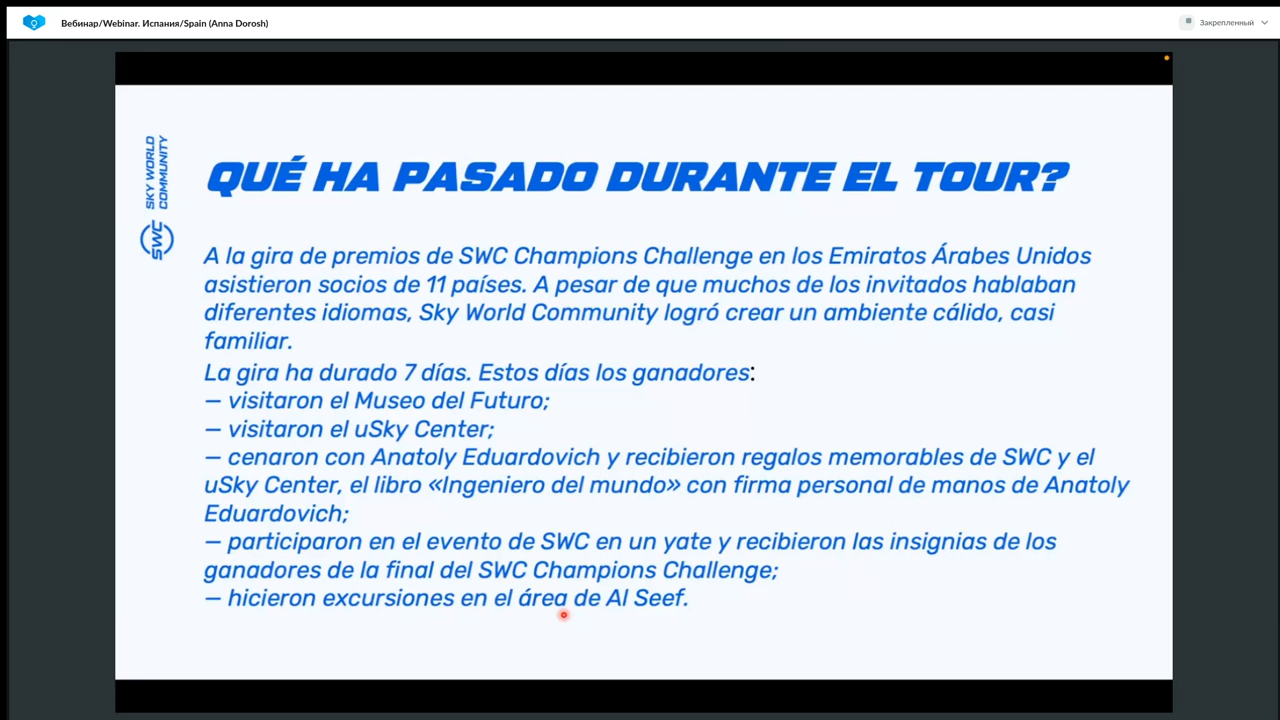 Вебинар/Webinar. Испания/Spain (Anna Dorosh)
Закрепленный
SKY WORLD
COMMUNITY
SWC
QUÉ HA PASADO DURANTE EL TOUR?
A la gira de premios de SWC Champions Challenge en los Emiratos Árabes Unidos
asistieron socios de 11 países. A pesar de que muchos de los invitados hablaban
diferentes idiomas, Sky World Community logró crear un ambiente cálido, casi
familiar.
La gira ha durado 7 días. Estos días los ganadores:
— visitaron el Museo del Futuro;
— visitaron el uSky Center;
— cenaron con Anatoly Eduardovich y recibieron regalos memorables de SWC y el
uSky Center, el libro «Ingeniero del mundo» con firma personal de manos de Anatoly
Eduardovich;
— participaron en el evento de SWC en un yate y recibieron las insignias de los
ganadores de la final del SWC Champions Challenge;
— hicieron excursiones en el área de Al Seef.